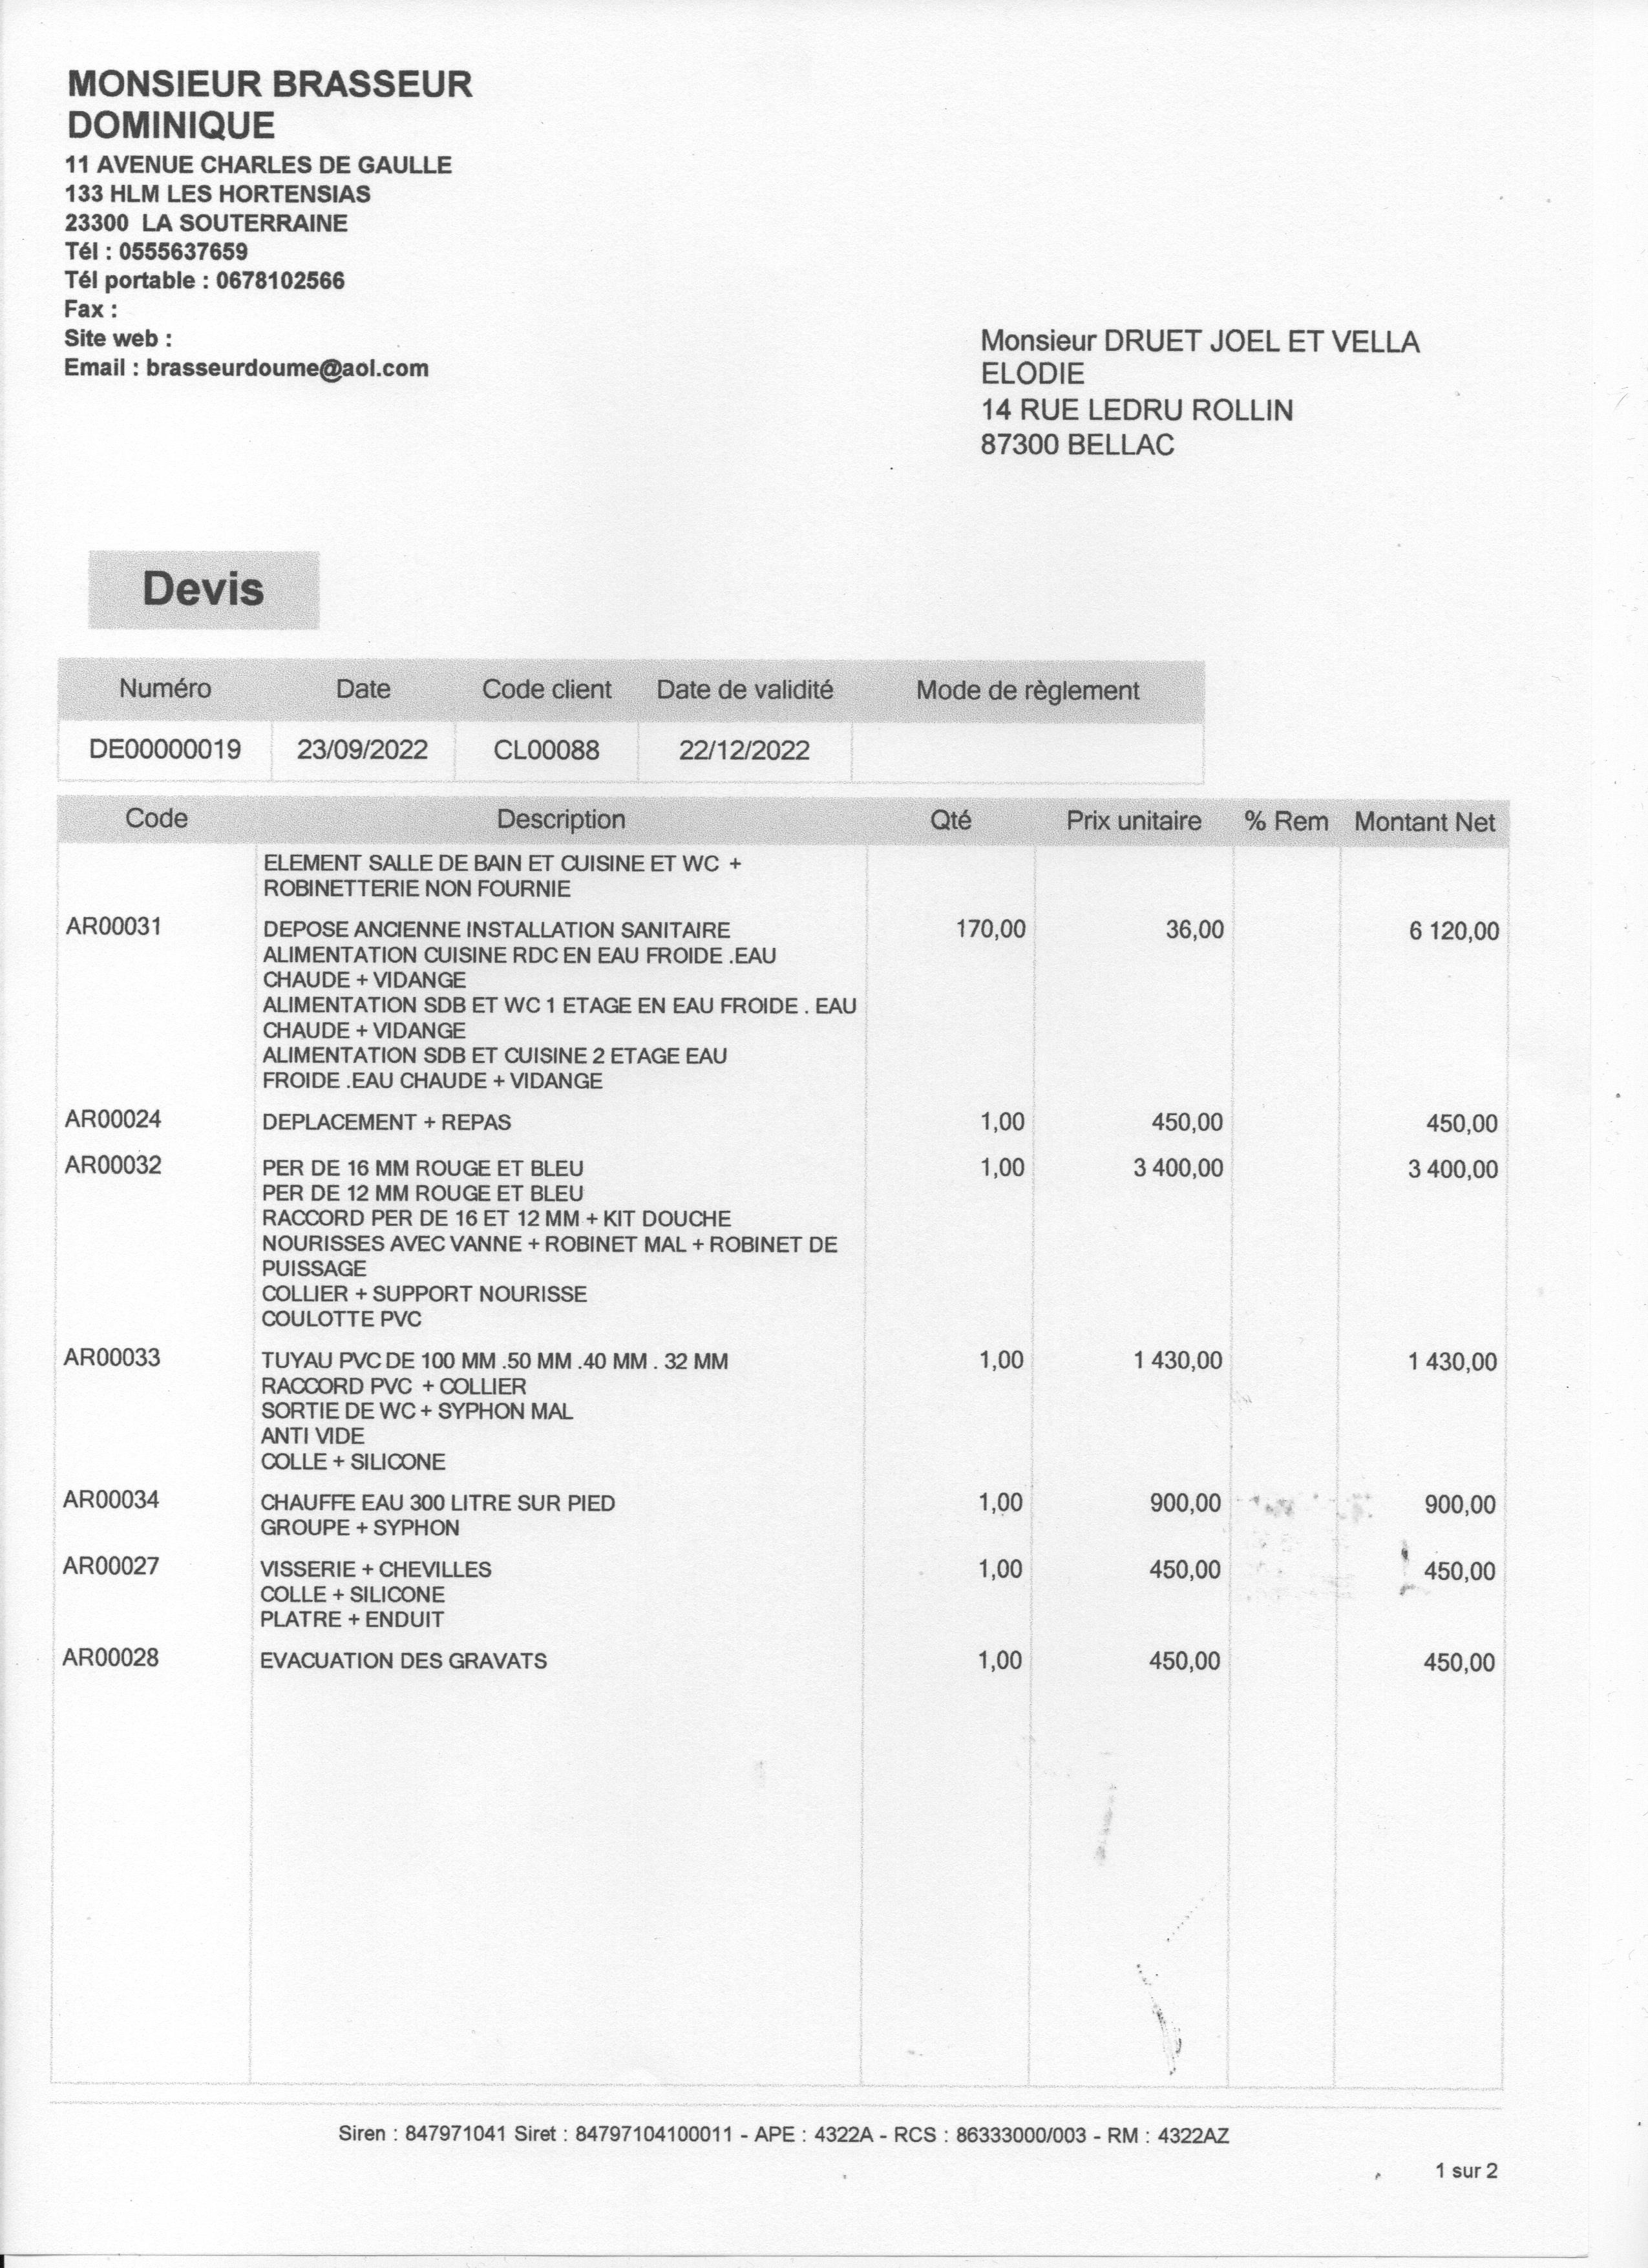 MONSIEUR BRASSEUR
DOMINIQUE
11 AVENUE CHARLES DE GAULLE
133 HLM LES HORTENSIAS
23300 LA SOUTERRAINE
Tél : 0555637659
Tél portable : 0678102566
Fax :
Site web :
Email : brasseurdoume@aol.com
Monsieur DRUET JOEL ET VELLA
ELODIE
14 RUE LEDRU ROLLIN
87300 BELLAC
Devis
Numéro Date Code client Date de validité Mode de règlement
DE00000019 23/09/2022 CL00088 22/12/2022
Code Description Qté Prix unitaire % Rem Montant Net
ELEMENT SALLE DE BAIN ET CUISINE ET WC +
ROBINETTERIE NON FOURNIE
AR00031 DEPOSE ANCIENNE INSTALLATION SANITAIRE 170,00 36,00 6 120,00
ALIMENTATION CUISINE RDC EN EAU FROIDE .EAU
CHAUDE + VIDANGE
ALIMENTATION SDB ET WC 1 ETAGE EN EAU FROIDE . EAU
CHAUDE + VIDANGE
ALIMENTATION SDB ET CUISINE 2 ETAGE EAU
FROIDE .EAU CHAUDE + VIDANGE
AR00024 DEPLACEMENT + REPAS 1,00 450,00 450,00
AR00032 PER DE 16 MM ROUGE ET BLEU 1,00 3 400,00 3 400,00
PER DE 12 MM ROUGE ET BLEU
RACCORD PER DE 16 ET 12 MM + KIT DOUCHE
NOURISSES AVEC VANNE + ROBINET MAL + ROBINET DE
PUISSAGE
COLLIER + SUPPORT NOURISSE
COULOTTE PVC
AR00033 TUYAU PVC DE 100 MM .50 MM .40 MM . 32 MM 1,00 1 430,00 1 430,00
RACCORD PVC + COLLIER
SORTIE DE WC + SYPHON MAL
ANTI VIDE
COLLE + SILICONE
AR00034 CHAUFFE EAU 300 LITRE SUR PIED 1,00 900,00 900,00
GROUPE + SYPHON
AR00027 VISSERIE + CHEVILLES 1,00 450,00 450,00
COLLE + SILICONE
PLATRE + ENDUIT
AR00028 EVACUATION DES GRAVATS 1,00 450,00 450,00
Siren : 847971041 Siret : 84797104100011 - APE : 4322A - RCS : 86333000/003 - RM : 4322AZ
1 sur 2